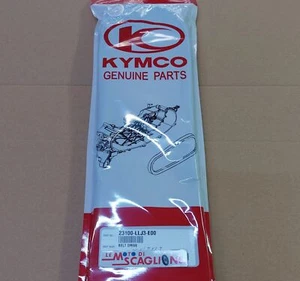 KYMCO
GENUINE PARTS
23100-LLJ3-E00
BELT DRIVE
LE MOTO DI
SCAGLIONE